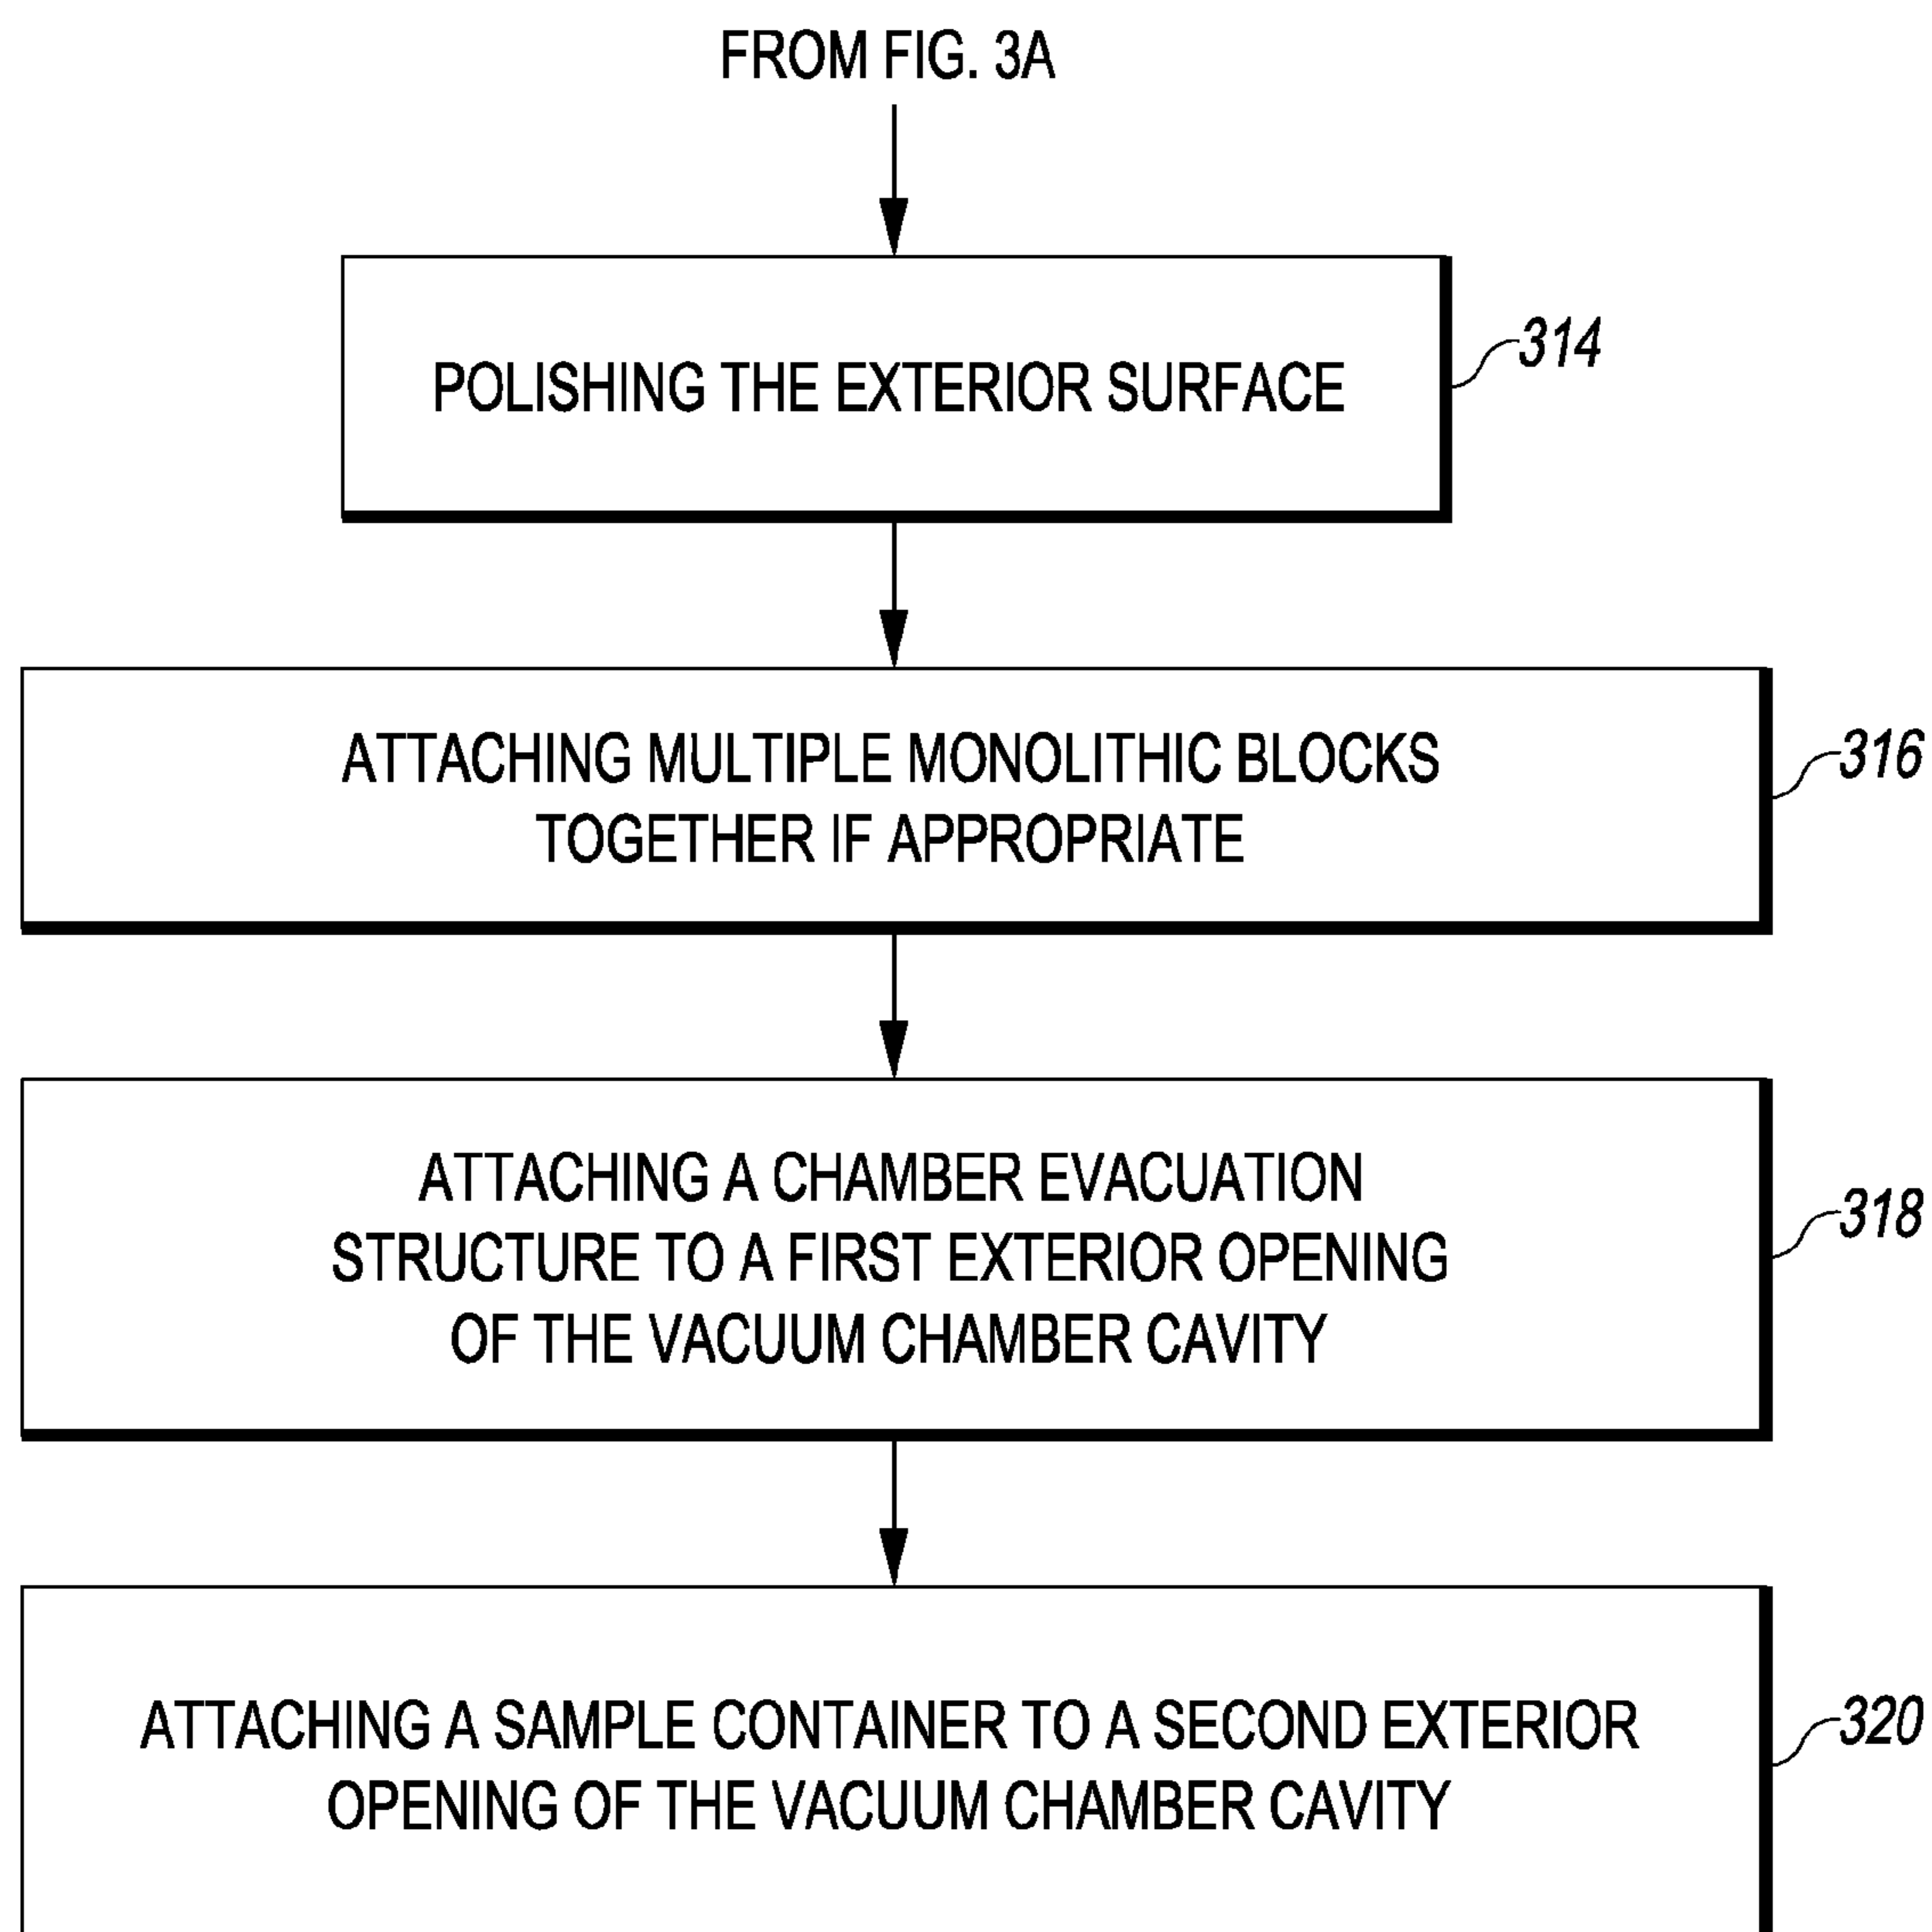 FROM FIG. 3A
POLISHING THE EXTERIOR SURFACE
314
ATTACHING MULTIPLE MONOLITHIC BLOCKS
TOGETHER IF APPROPRIATE
316
ATTACHING A CHAMBER EVACUATION
STRUCTURE TO A FIRST EXTERIOR OPENING
OF THE VACUUM CHAMBER CAVITY
318
ATTACHING A SAMPLE CONTAINER TO A SECOND EXTERIOR
OPENING OF THE VACUUM CHAMBER CAVITY
320